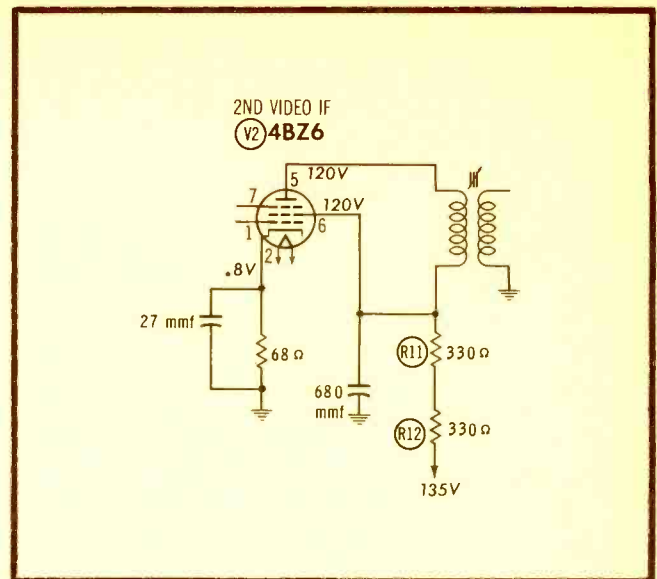 2ND VIDEO IF
V2 4BZ6
5 120V
7 120V
1 6
2
.8V
27 mmf
68 Ω
680
mmf
R11 330 Ω
R12 330 Ω
135V